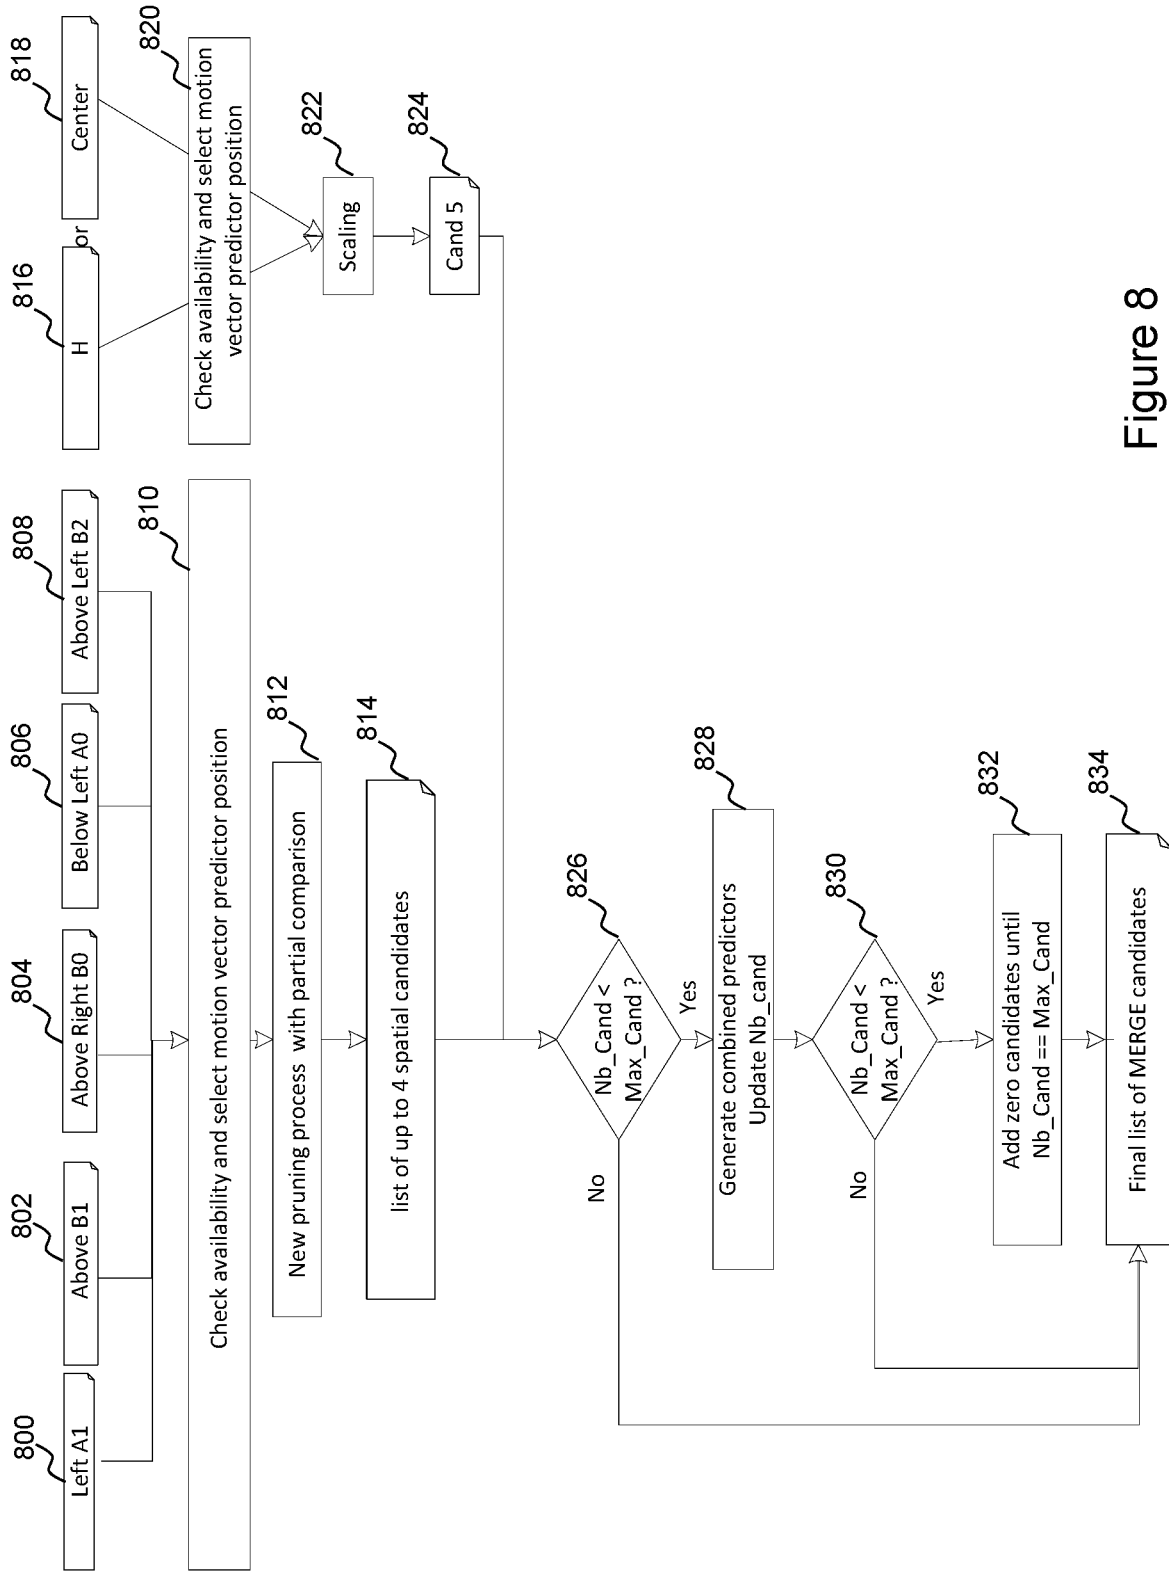 800
802
804
806
808
816
818
Left A1
Above B1
Above Right B0
Below Left A0
Above Left B2
H
or
Center
810
820
Check availability and select motion vector predictor position
Check availability and select motion
vector predictor position
812
New pruning process with partial comparison
822
Scaling
814
list of up to 4 spatial candidates
824
Cand 5
826
Nb_Cand <
Max_Cand ?
No
Yes
828
Generate combined predictors
Update Nb_cand
830
Nb_Cand <
Max_Cand ?
No
Yes
832
Add zero candidates until
Nb_Cand == Max_Cand
834
Final list of MERGE candidates
Figure 8